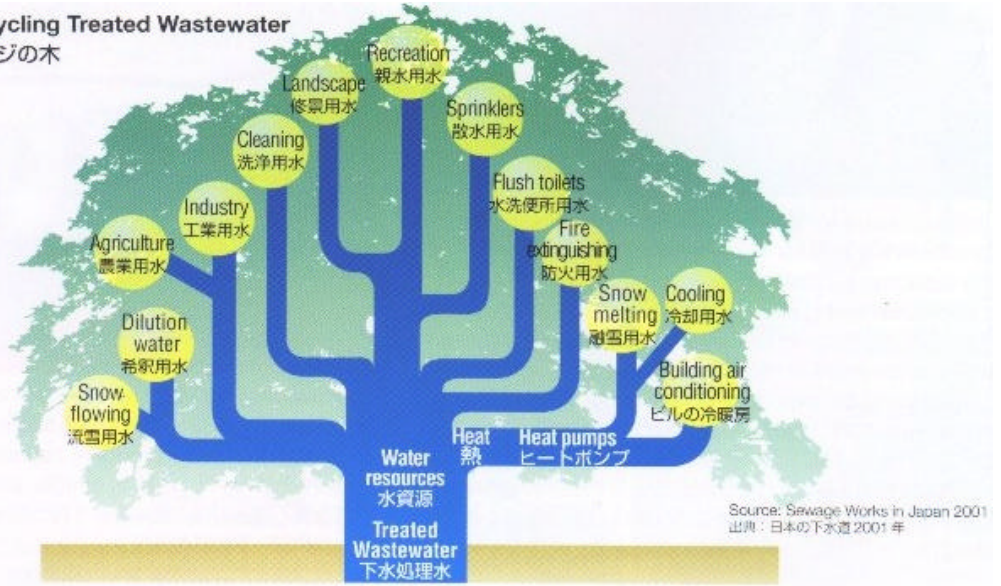 ycling Treated Wastewater
ジの木
Recreation
親水用水
Landscape
修景用水
Sprinklers
散水用水
Cleaning
洗浄用水
Flush toilets
水洗便所用水
Industry
工業用水
Fire
extinguishing
防火用水
Agriculture
農業用水
Snow
melting
融雪用水
Cooling
冷却用水
Dilution
water
希釈用水
Building air
conditioning
ビルの冷暖房
Snow-
flowing
流雪用水
Heat
熱
Heat pumps
ヒートポンプ
Water
resources
水資源
Treated
Wastewater
下水処理水
Source: Sewage Works in Japan 2001
出典：日本の下水道2001年